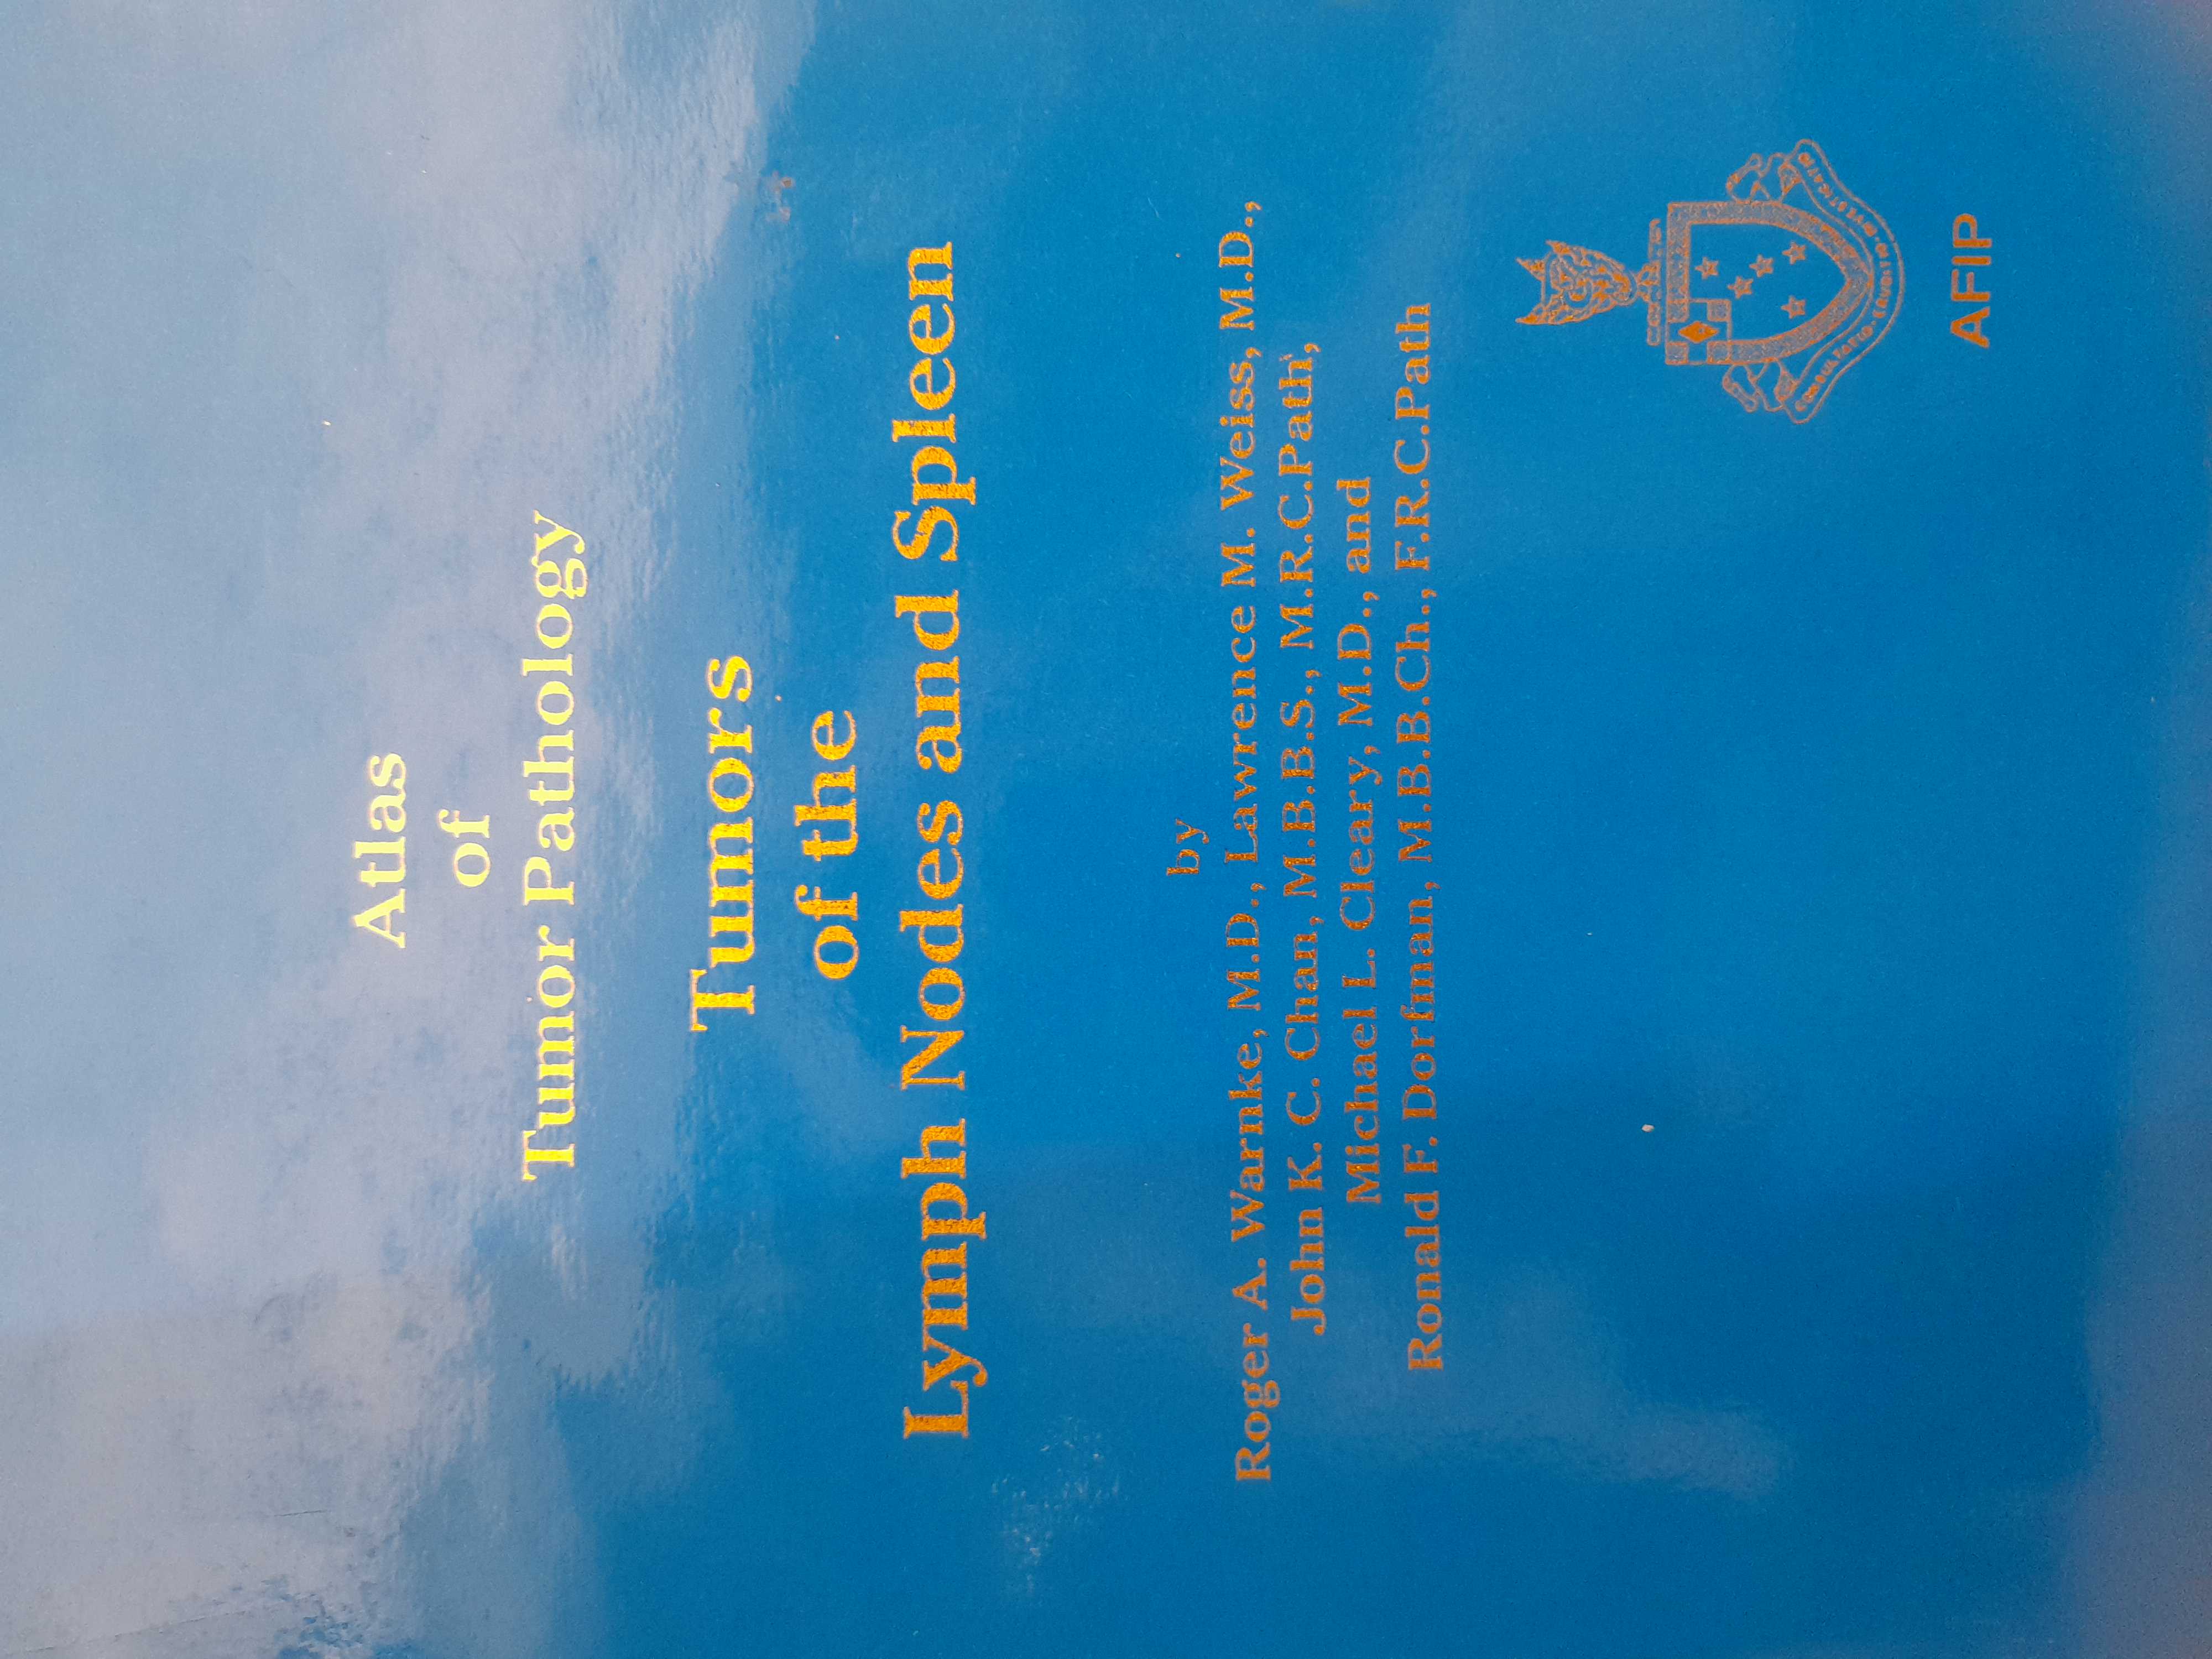 Atlas
of
Tumor Pathology
Tumors
of the
Lymph Nodes and Spleen
by
Roger A. Warnke, M.D., Lawrence M. Weiss, M.D.,
John K. C. Chan, M.B.B.S., M.R.C.Path,
Michael L. Cleary, M.D., and
Ronald F. Dorfman, M.B.B.Ch., F.R.C.Path
AFIP